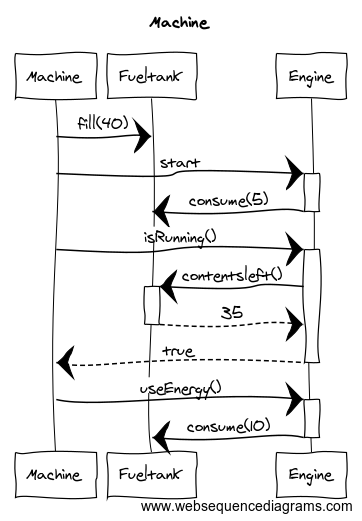 Machine
Machine Fueltank Engine
fill(40)
start
consume(5)
isRunning()
contentsleft()
35
true
useEnergy()
consume(10)
Machine Fueltank Engine
www.websequencediagrams.com